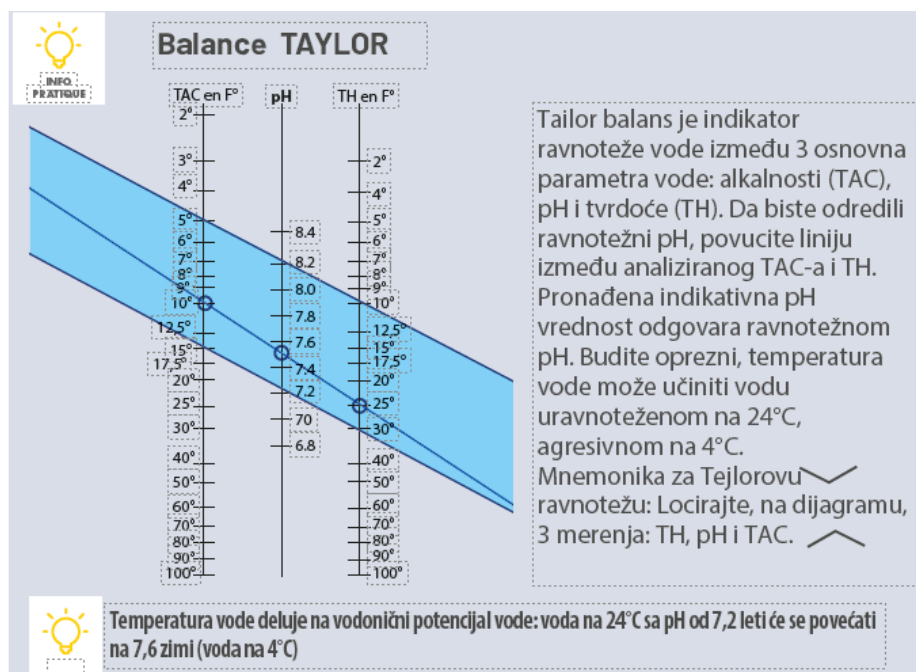 INFO
PRATIQUE
Balance TAYLOR
TAC en F°
pH
TH en F°
2°
3°
4°
5°
6°
7°
8°
9°
10°
12,5°
15°
17,5°
20°
25°
30°
40°
50°
60°
70°
80°
90°
100°
8.4
8.2
8.0
7.8
7.6
7.4
7.2
70
6.8
2°
4°
5°
6°
7°
8°
9°
10°
12,5°
15°
17,5°
20°
25°
30°
40°
50°
60°
70°
80°
90°
100°
Tailor balans je indikator
ravnoteže vode između 3 osnovna
parametra vode: alkalnosti (TAC),
pH i tvrdoće (TH). Da biste odredili
ravnotežni pH, povucite liniju
između analiziranog TAC-a i TH.
Pronađena indikativna pH
vrednost odgovara ravnotežnom
pH. Budite oprezni, temperatura
vode može učiniti vodu
uravnoteženom na 24°C,
agresivnom na 4°C.
Mnemonika za Tejlorovu
ravnotežu: Locirajte, na dijagramu,
3 merenja: TH, pH i TAC.
Temperatura vode deluje na vodonični potencijal vode: voda na 24°C sa pH od 7,2 leti će se povećati
na 7,6 zimi (voda na 4°C)